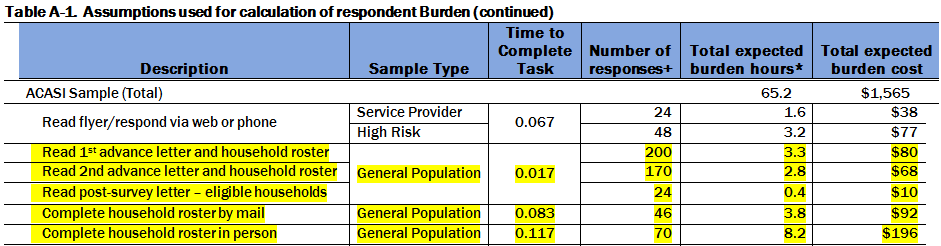 Table A-1. Assumptions used for calculation of respondent Burden (continued)
Description Sample Type Time to Complete Task Number of responses+ Total expected burden hours* Total expected burden cost
ACASI Sample (Total) 65.2 $1,565
Read flyer/respond via web or phone Service Provider 0.067 24 1.6 $38
High Risk 48 3.2 $77
Read 1st advance letter and household roster General Population 0.017 200 3.3 $80
Read 2nd advance letter and household roster 170 2.8 $68
Read post-survey letter – eligible households 24 0.4 $10
Complete household roster by mail General Population 0.083 46 3.8 $92
Complete household roster in person General Population 0.117 70 8.2 $196